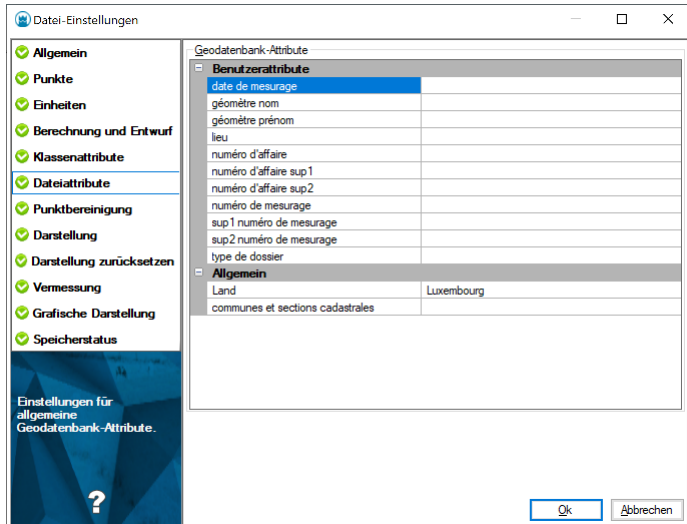 Datei-Einstellungen
Allgemein
Punkte
Einheiten
Berechnung und Entwurf
Klassenattribute
Dateiattribute
Punktbereinigung
Darstellung
Darstellung zurücksetzen
Vermessung
Grafische Darstellung
Speicherstatus
Einstellungen für
allgemeine
Geodatenbank-Attribute.
?
Geodatenbank-Attribute
Benutzerattribute
date de mesurage
géomètre nom
géomètre prénom
lieu
numéro d'affaire
numéro d'affaire sup1
numéro d'affaire sup2
numéro de mesurage
sup1 numéro de mesurage
sup2 numéro de mesurage
type de dossier
Allgemein
Land Luxembourg
communes et sections cadastrales
Ok Abbrechen